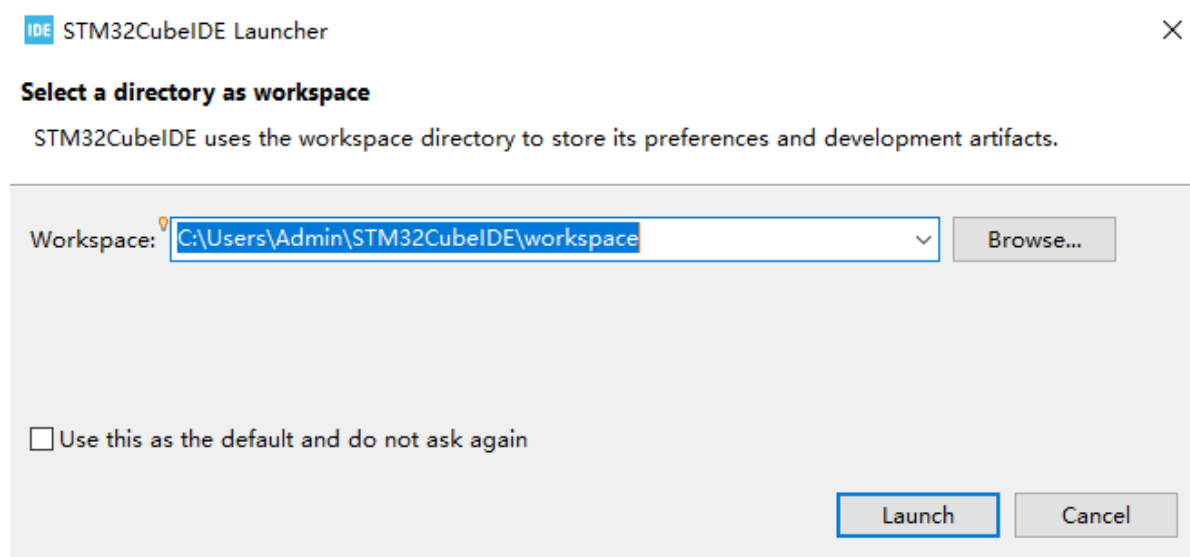 IDE STM32CubeIDE Launcher
Select a directory as workspace
STM32CubeIDE uses the workspace directory to store its preferences and development artifacts.
Workspace: C:\Users\Admin\STM32CubeIDE\workspace Browse...
Use this as the default and do not ask again
Launch Cancel